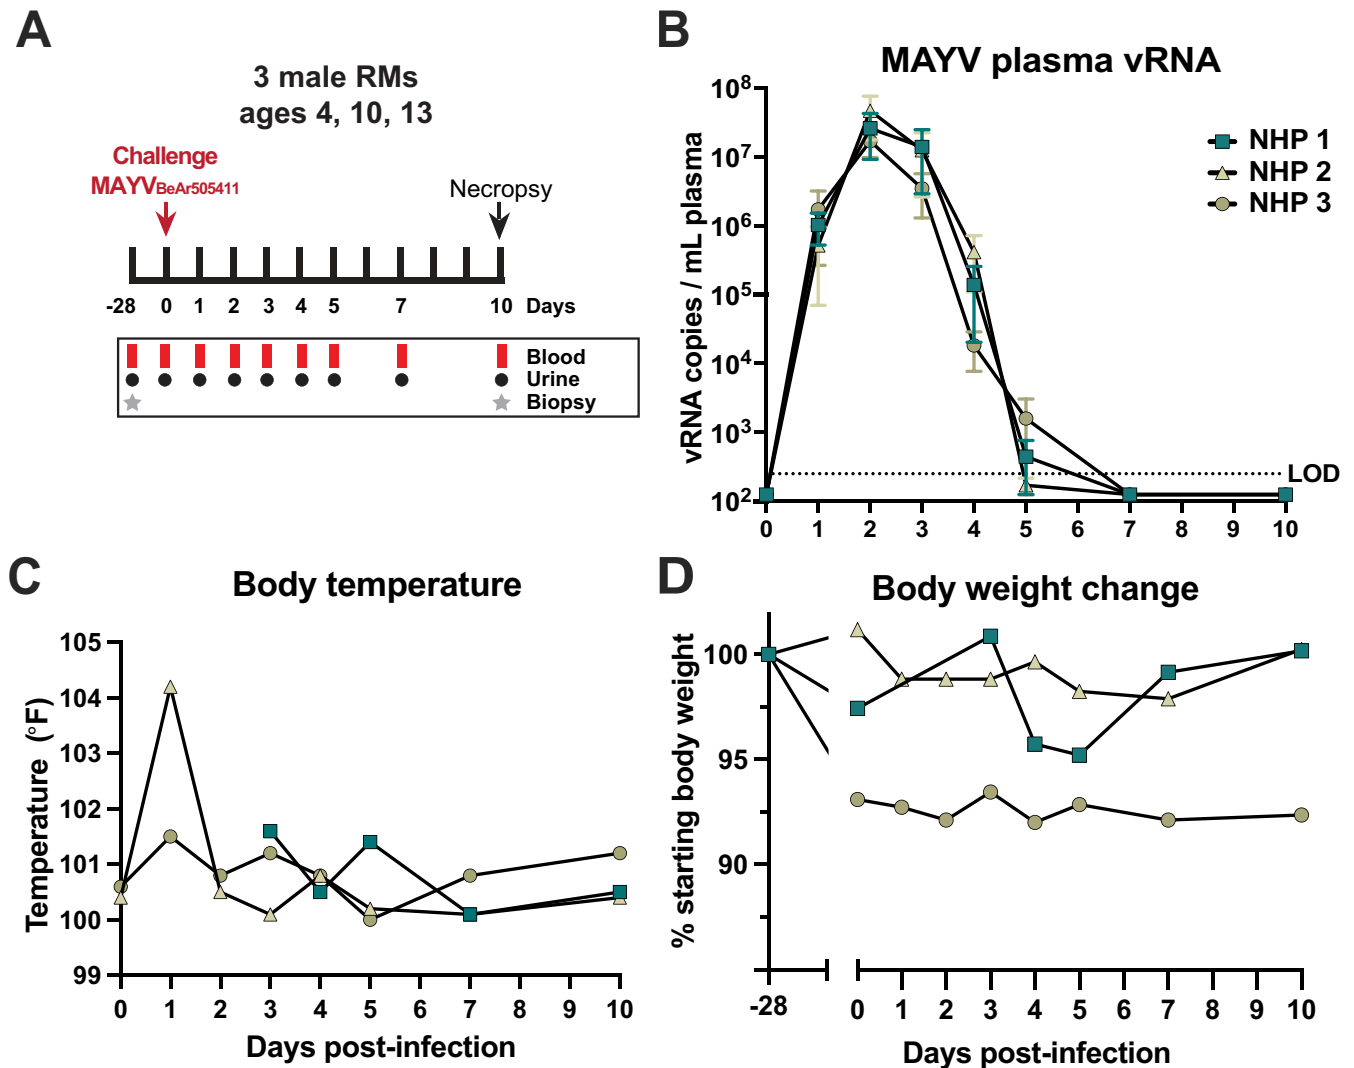 A
3 male RMs
ages 4, 10, 13
Challenge
MAYVBeAr505411
Necropsy
-28 0 1 2 3 4 5 7 10 Days
Blood
Urine
Biopsy
B
MAYV plasma vRNA
vRNA copies / mL plasma
10⁸
10⁷
10⁶
10⁵
10⁴
10³
10²
NHP 1
NHP 2
NHP 3
LOD
0 1 2 3 4 5 6 7 8 9 10
C
Body temperature
Temperature (°F)
105
104
103
102
101
100
99
0 1 2 3 4 5 6 7 8 9 10
Days post-infection
D
Body weight change
% starting body weight
100
95
90
-28 0 1 2 3 4 5 6 7 8 9 10
Days post-infection